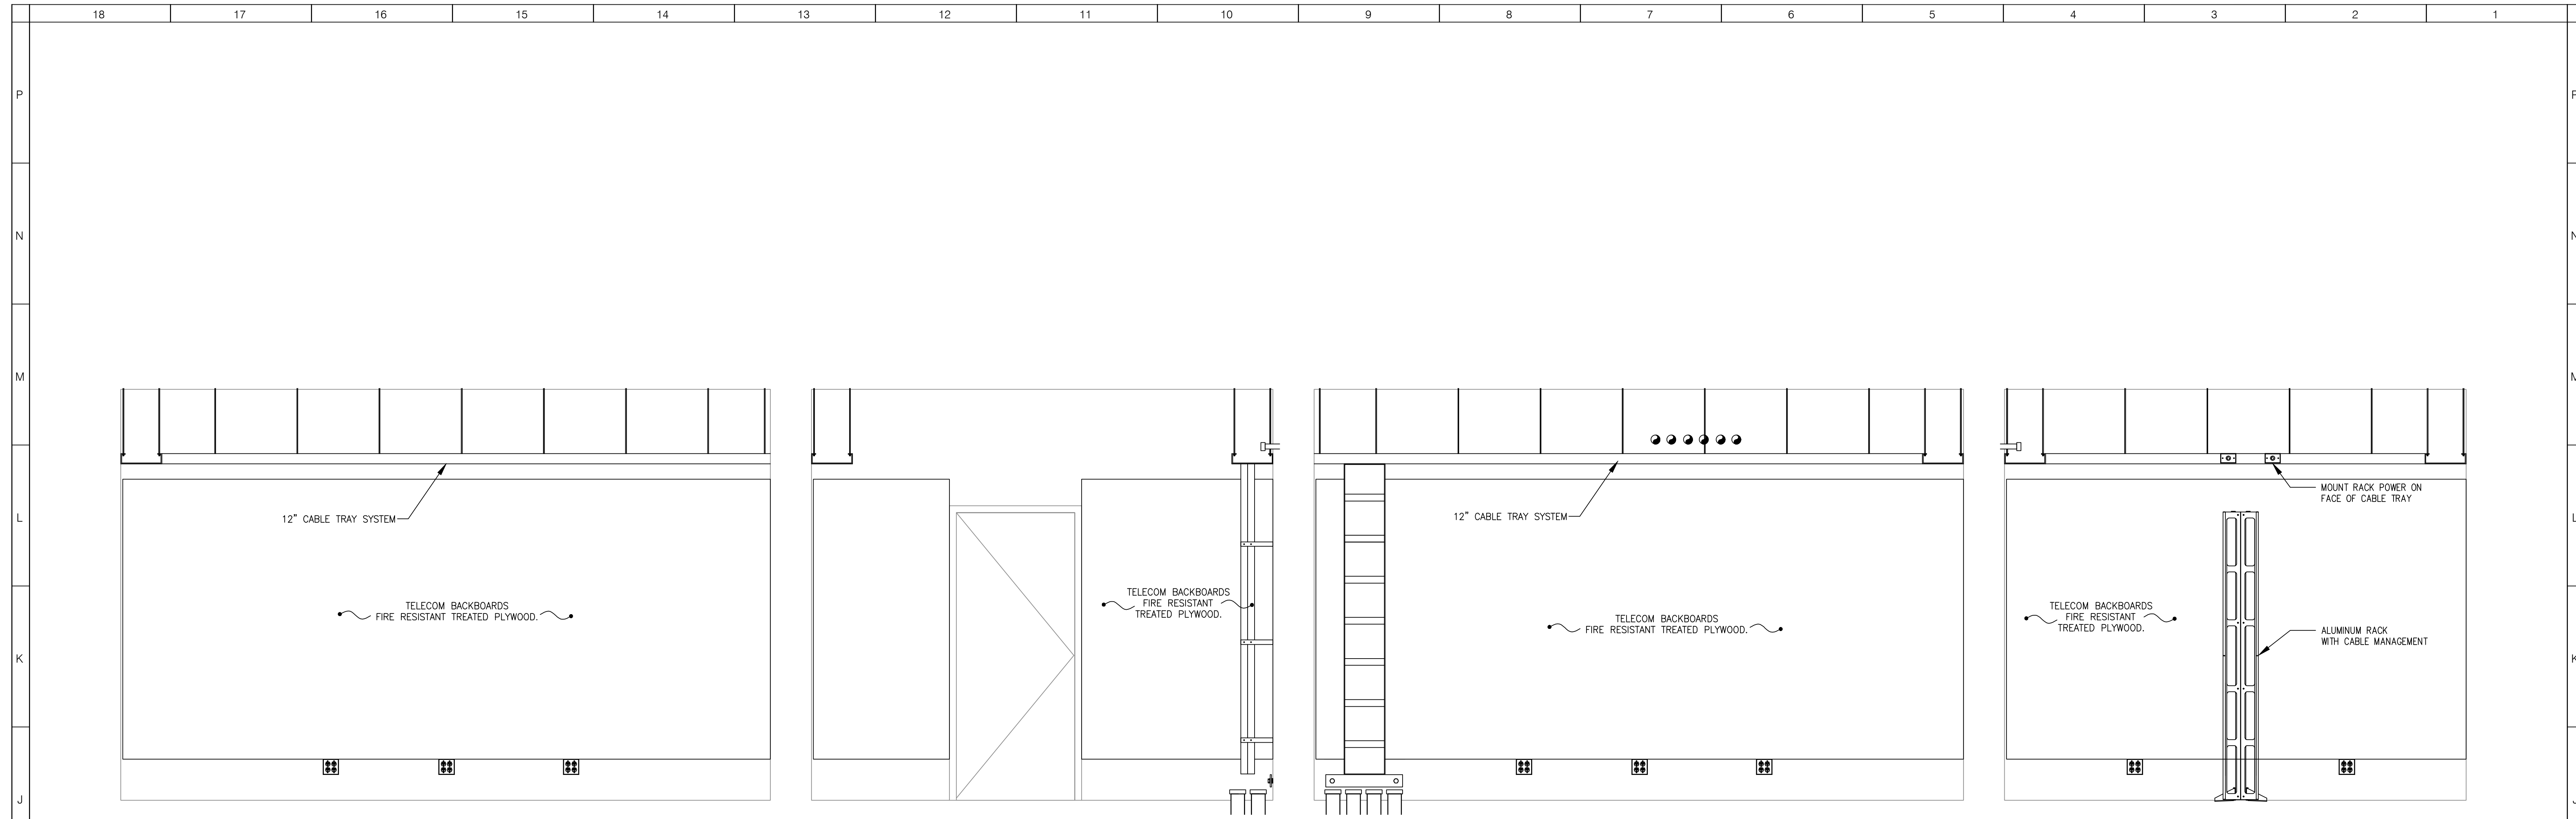 18 17 16 15 14 13 12 11 10 9 8 7 6 5 4 3 2 1
P
N
M
L
K
J
12" CABLE TRAY SYSTEM
TELECOM BACKBOARDS
FIRE RESISTANT TREATED PLYWOOD.
TELECOM BACKBOARDS
FIRE RESISTANT
TREATED PLYWOOD.
12" CABLE TRAY SYSTEM
TELECOM BACKBOARDS
FIRE RESISTANT TREATED PLYWOOD.
MOUNT RACK POWER ON
FACE OF CABLE TRAY
TELECOM BACKBOARDS
FIRE RESISTANT
TREATED PLYWOOD.
ALUMINUM RACK
WITH CABLE MANAGEMENT